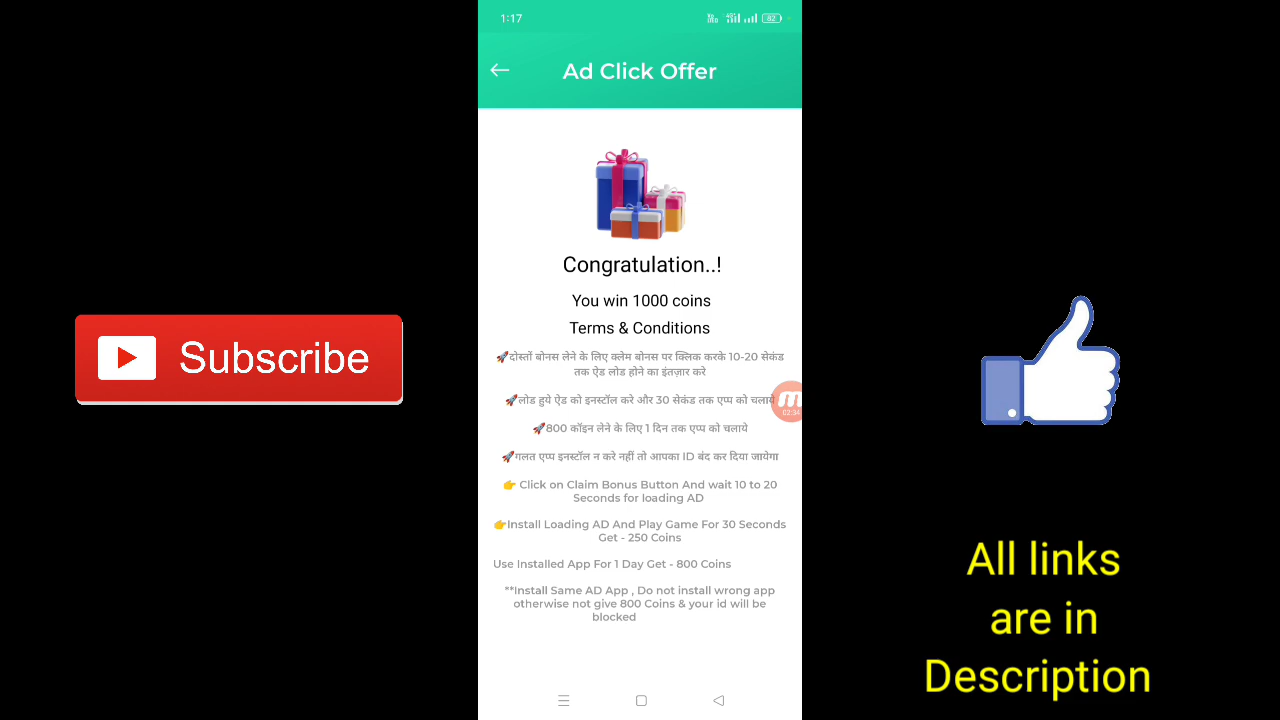 1:17
82
Ad Click Offer
Congratulation..!
You win 1000 coins
Terms & Conditions
🚀दोस्तों बोनस लेने के लिए क्लेम बोनस पर क्लिक करके 10-20 सेकंड
तक ऐड लोड होने का इंतज़ार करे
🚀लोड हुये ऐड को इनस्टॉल करे और 30 सेकंड तक एप्प को चलाये
02:34
🚀800 कॉइन लेने के लिए 1 दिन तक एप्प को चलाये
🚀गलत एप्प इनस्टॉल न करे नहीं तो आपका ID बंद कर दिया जायेगा
👉 Click on Claim Bonus Button And wait 10 to 20
Seconds for loading AD
👉Install Loading AD And Play Game For 30 Seconds
Get - 250 Coins
Use Installed App For 1 Day Get - 800 Coins
**Install Same AD App , Do not install wrong app
otherwise not give 800 Coins & your id will be
blocked
Subscribe
All links
are in
Description